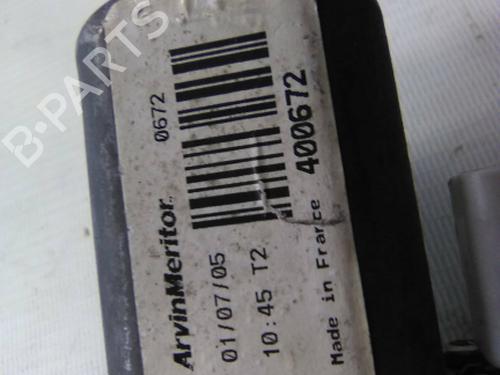 B-PARTS
ArvinMeritor
0672
01/07/05
10:45 T2
400672
Made in France